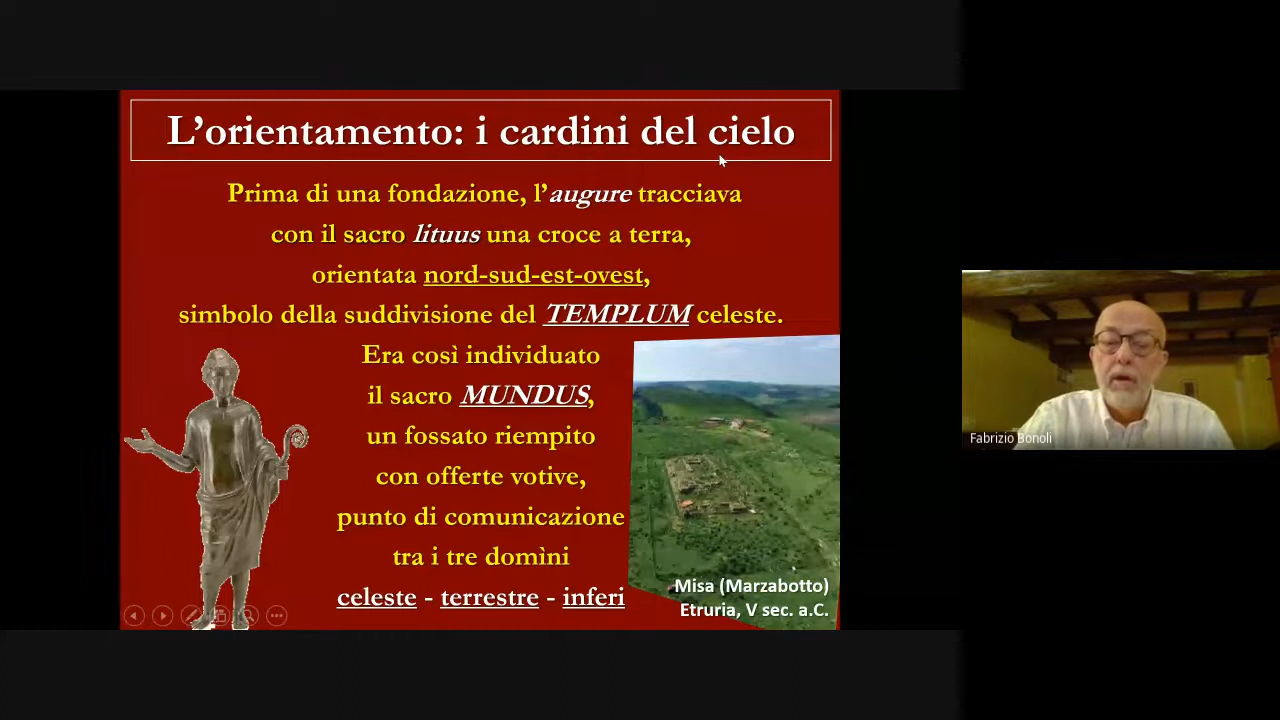 L'orientamento: i cardini del cielo
Prima di una fondazione, l'augure tracciava
con il sacro lituus una croce a terra,
orientata nord-sud-est-ovest,
simbolo della suddivisione del TEMPLUM celeste.
Era così individuato
il sacro MUNDUS,
un fossato riempito
con offerte votive,
punto di comunicazione
tra i tre domìni
celeste - terrestre - inferi
Misa (Marzabotto)
Etruria, V sec. a.C.
Fabrizio Bonoli